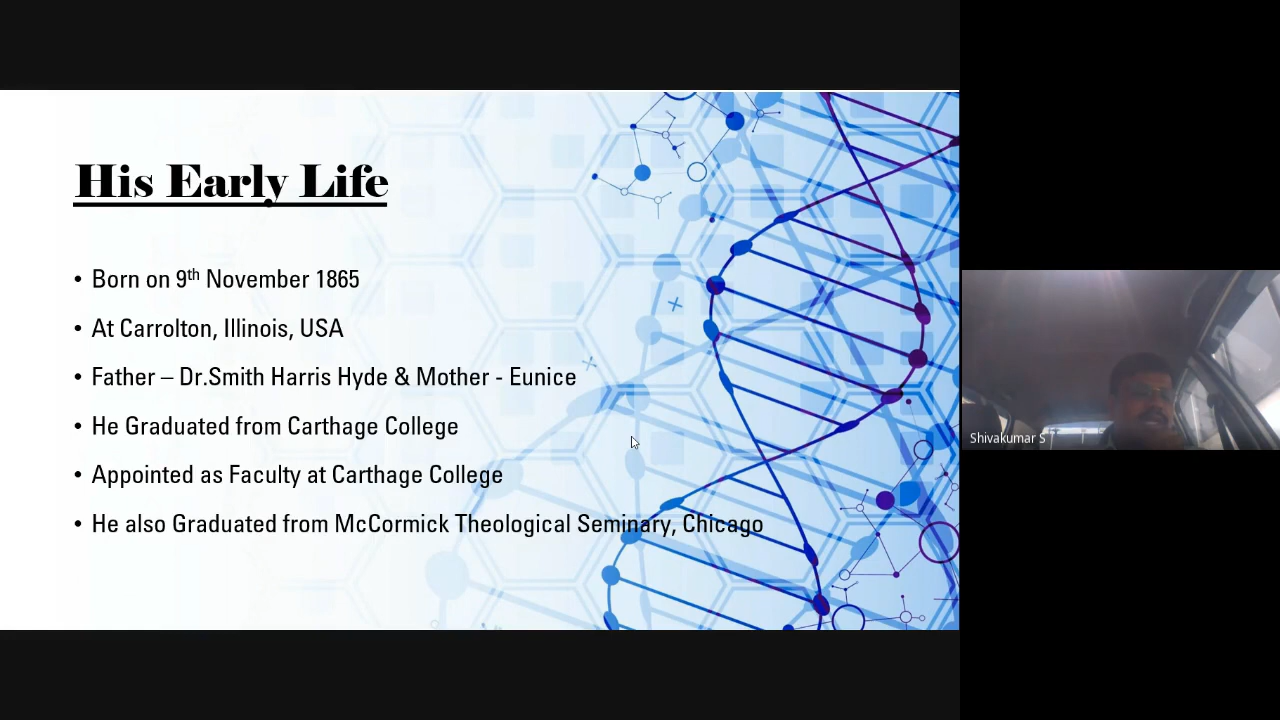 His Early Life
• Born on 9th November 1865
• At Carrolton, Illinois, USA
• Father – Dr.Smith Harris Hyde & Mother - Eunice
• He Graduated from Carthage College
• Appointed as Faculty at Carthage College
• He also Graduated from McCormick Theological Seminary, Chicago
Shivakumar S